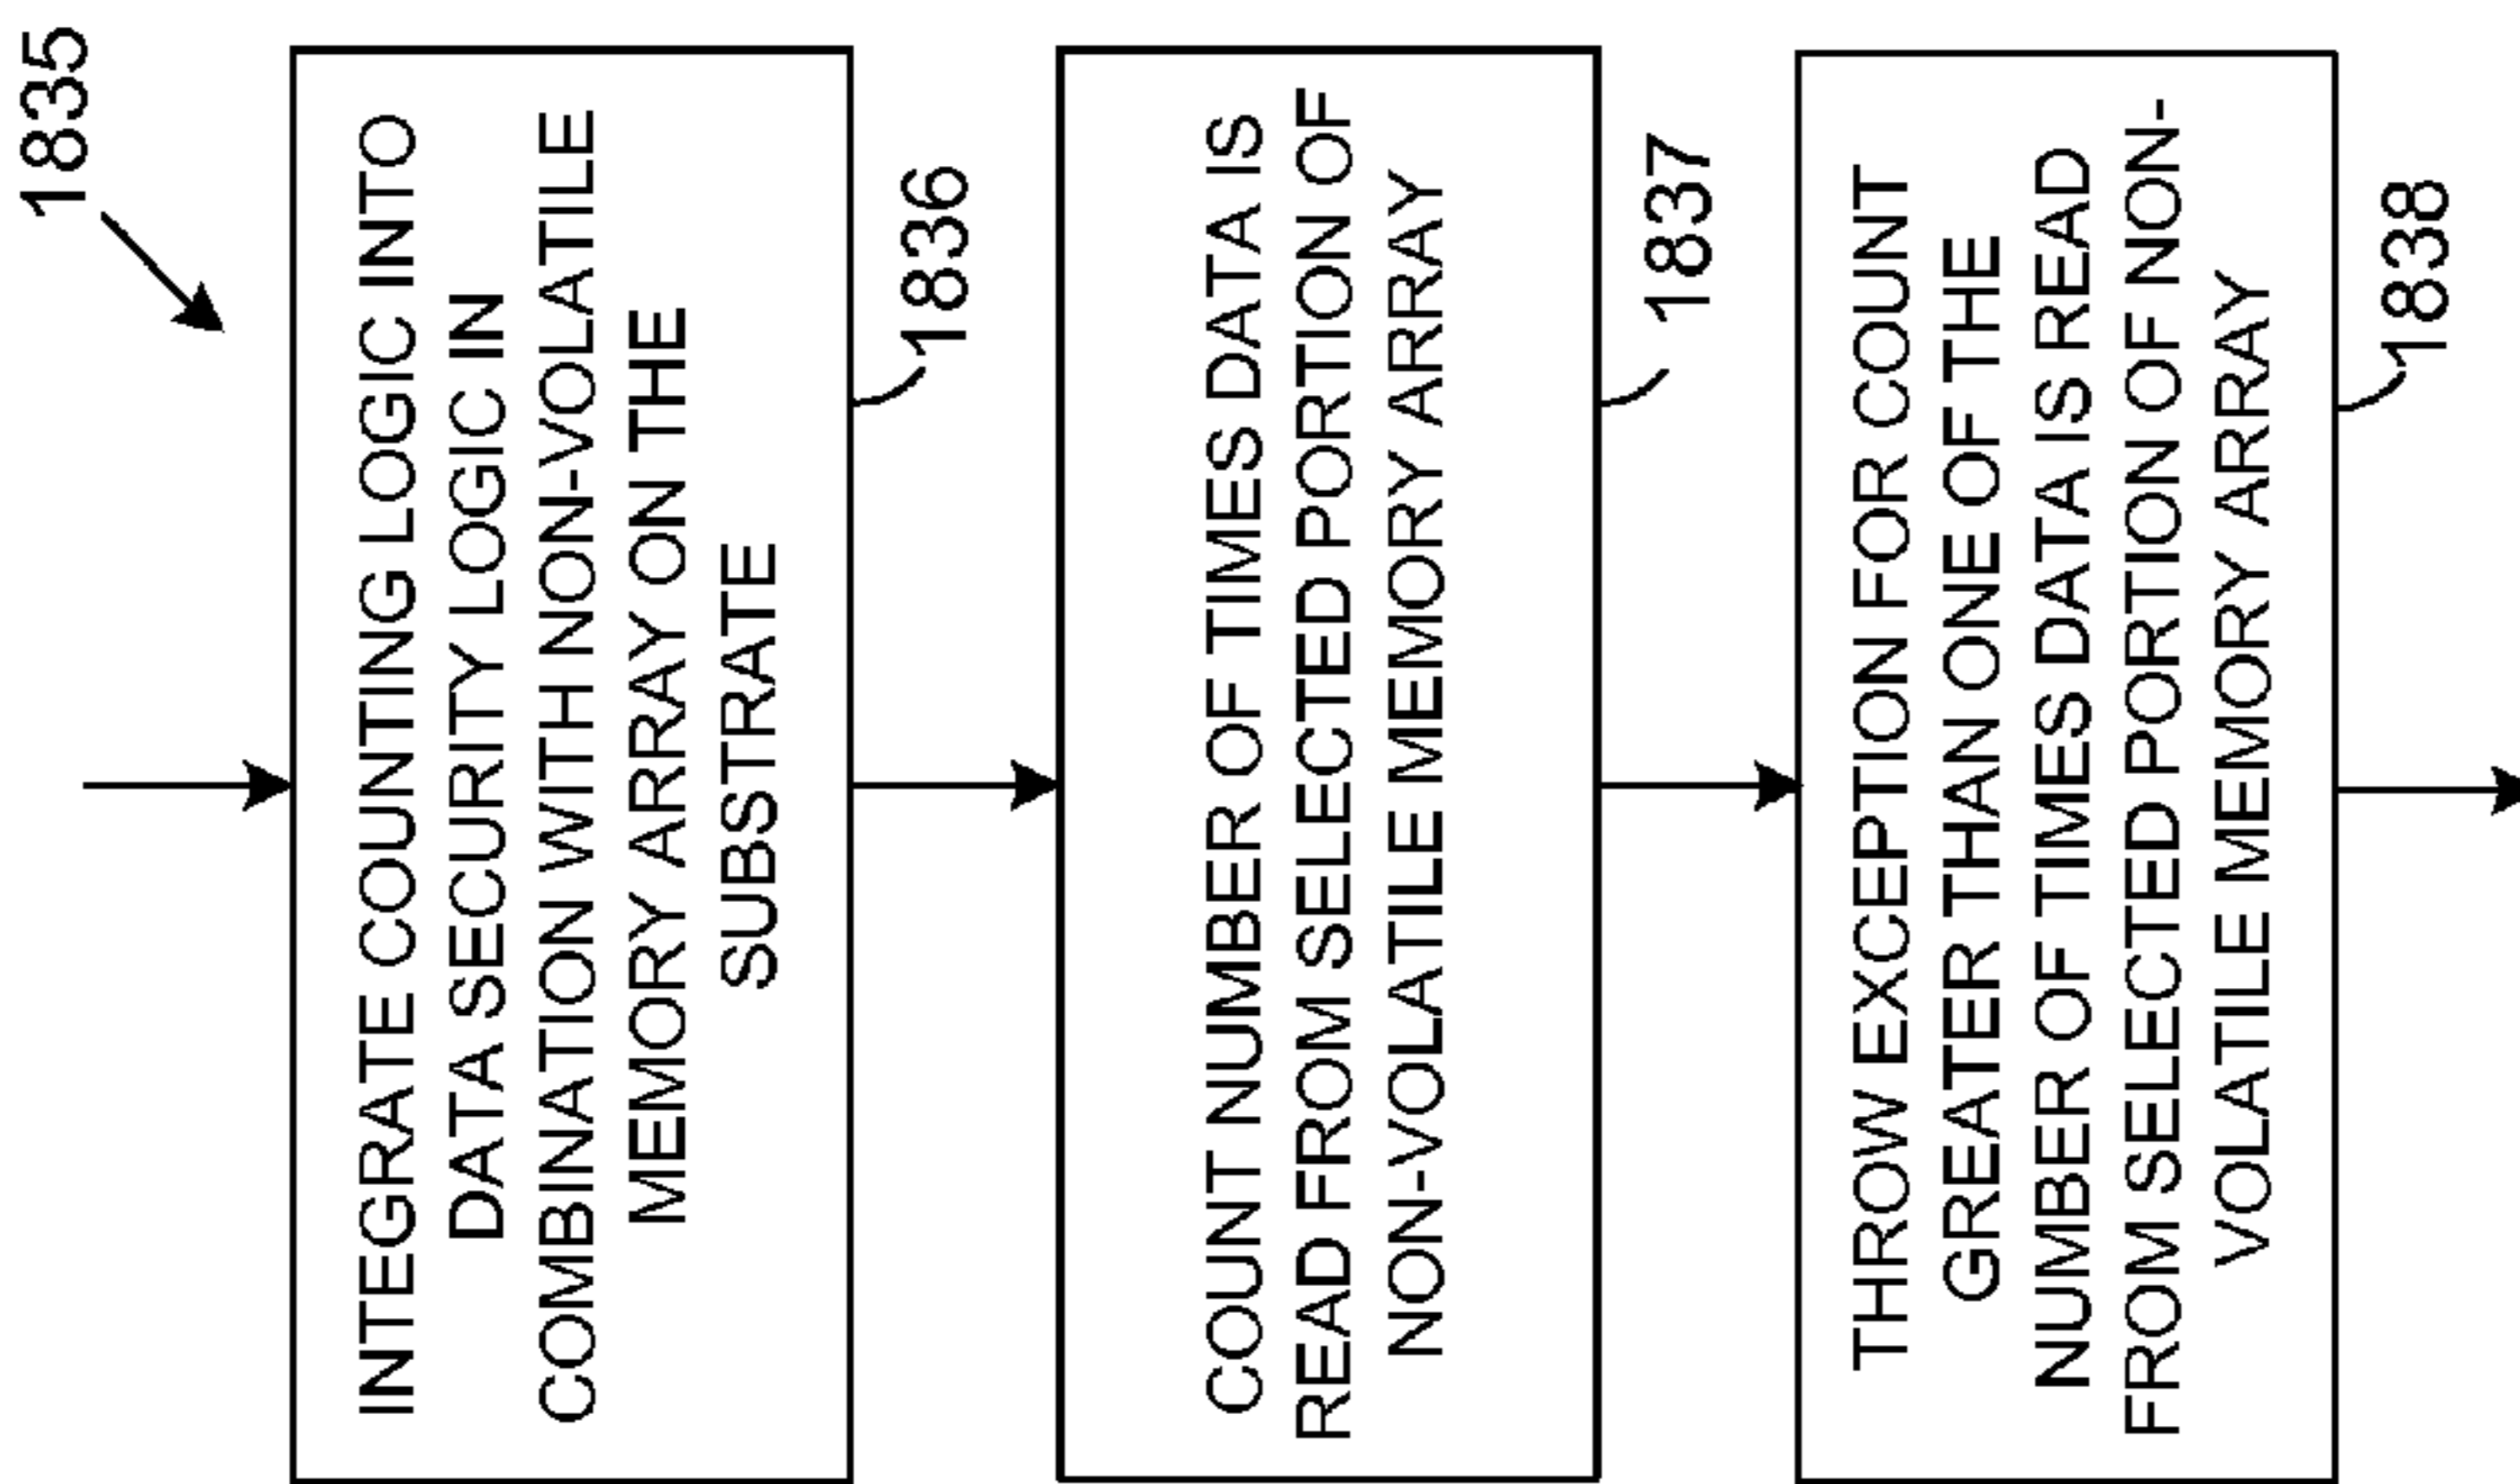 1835
INTEGRATE COUNTING LOGIC INTO
DATA SECURITY LOGIC IN
COMBINATION WITH NON-VOLATILE
MEMORY ARRAY ON THE
SUBSTRATE
1836
COUNT NUMBER OF TIMES DATA IS
READ FROM SELECTED PORTION OF
NON-VOLATILE MEMORY ARRAY
1837
THROW EXCEPTION FOR COUNT
GREATER THAN ONE OF THE
NUMBER OF TIMES DATA IS READ
FROM SELECTED PORTION OF NON-
VOLATILE MEMORY ARRAY
1838